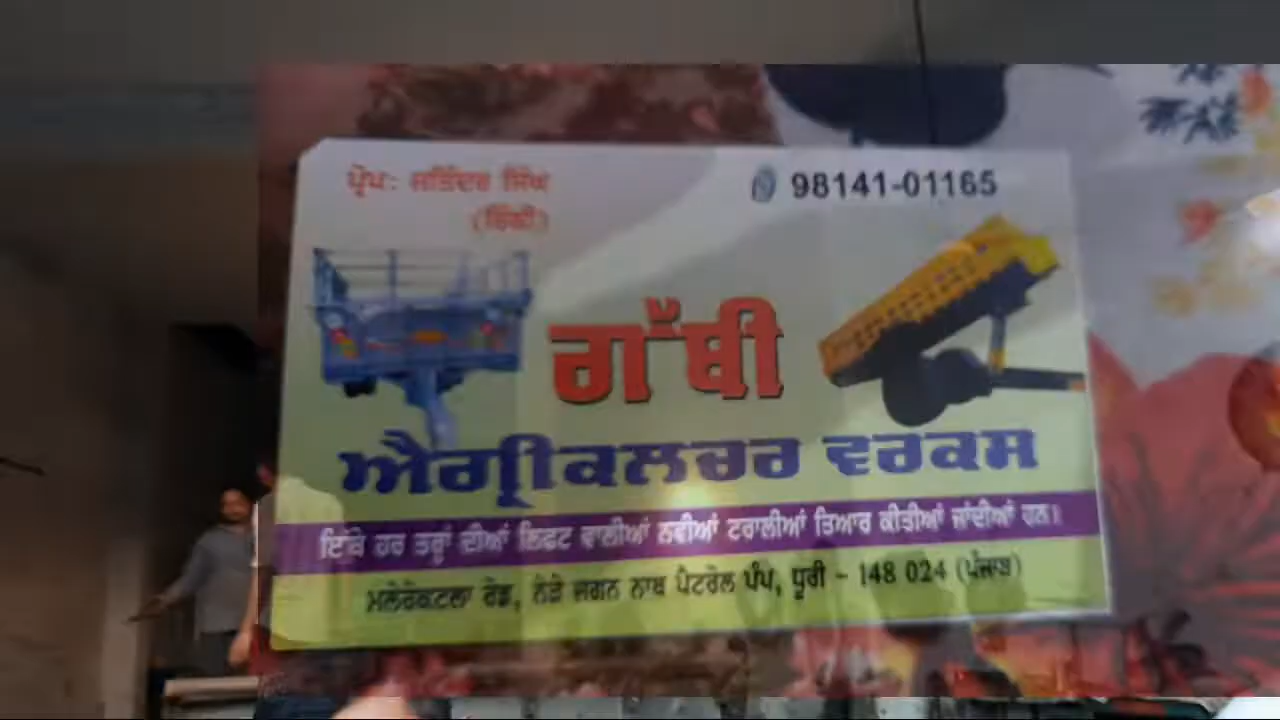 ਪ੍ਰੋਪ: ਜਤਿੰਦਰ ਸਿੰਘ
98141-01165
ਗੱਥੀ
ਐਗਰੀਕਲਚਰ ਵਰਕਸ
ਇੱਥੇ ਹਰ ਤਰ੍ਹਾਂ ਦੀਆਂ ਲਿਫਟ ਵਾਲੀਆਂ ਨਵੀਆਂ ਟਰਾਲੀਆਂ ਤਿਆਰ ਕੀਤੀਆਂ ਜਾਂਦੀਆਂ ਹਨ।
ਮਲੇਰਕੋਟਲਾ ਰੋਡ, ਨੇੜੇ ਜਗਨ ਨਾਥ ਪੈਟਰੋਲ ਪੰਪ, ਧੂਰੀ - 148 024 (ਪੰਜਾਬ)